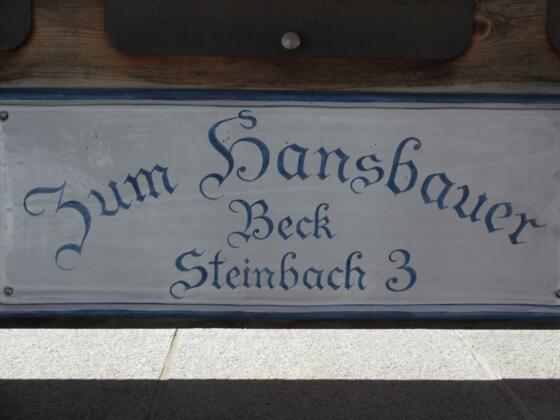 Zum Hansbauer
Beck
Steinbach 3